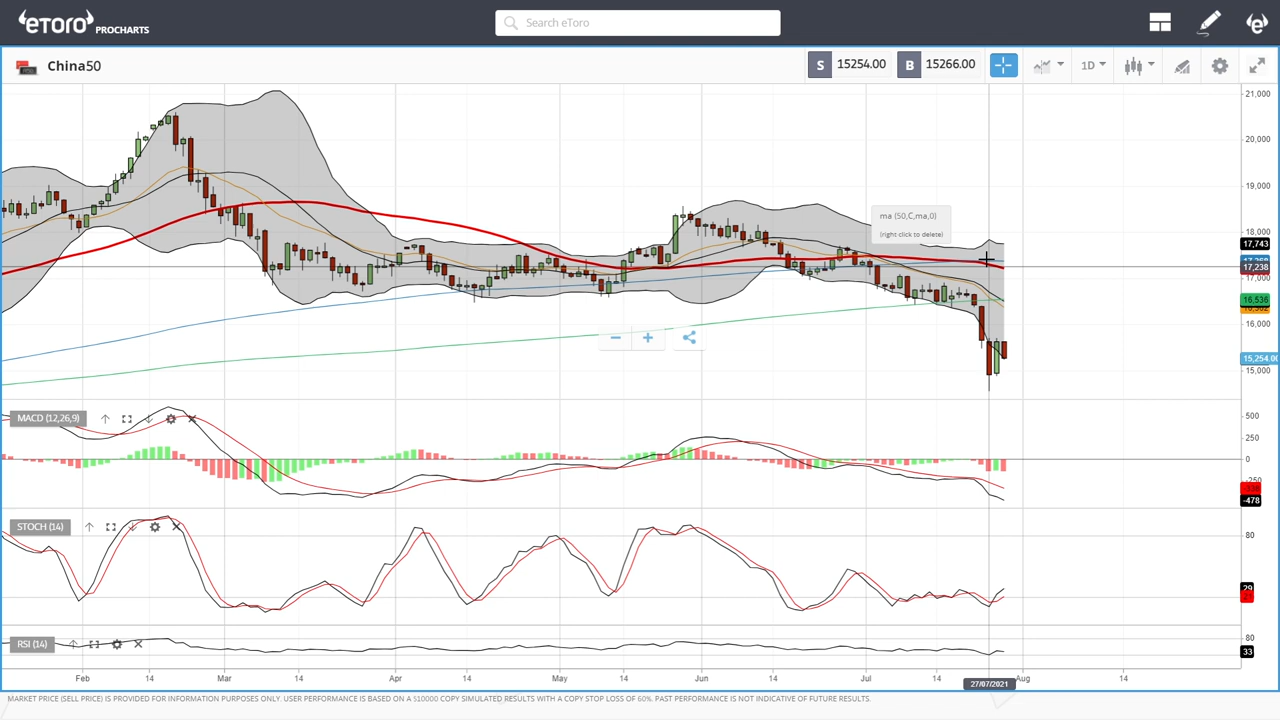 eToro PROCHARTS
Search eToro
China50
S 15254.00 B 15266.00
1D
21,000
20,000
19,000
18,000
17,743
17,238
17,000
16,536
16,000
15,254.00
15,000
ma (50,C,ma,0)
(right click to delete)
MACD (12,26,9)
500
250
0
-250
-478
STOCH (14)
80
29
RSI (14)
80
33
Feb 14 Mar 14 Apr 14 May 14 Jun 14 Jul 14 Aug 14
27/07/2021
MARKET PRICE (SELL PRICE) IS PROVIDED FOR INFORMATION PURPOSES ONLY. USER PERFORMANCE IS BASED ON A $10000 COPY SIMULATED RESULTS WITH A COPY STOP LOSS OF 60%. PAST PERFORMANCE IS NOT INDICATIVE OF FUTURE RESULTS.